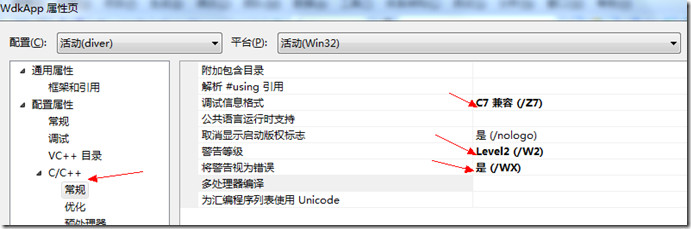 WdkApp 属性页
配置(C): 活动(diver) 平台(P): 活动(Win32)
通用属性
框架和引用
配置属性
常规
调试
VC++ 目录
C/C++
常规
优化
预处理器
附加包含目录
解析 #using 引用
调试信息格式 C7 兼容 (/Z7)
公共语言运行时支持
取消显示启动版权标志 是 (/nologo)
警告等级 Level2 (/W2)
将警告视为错误 是 (/WX)
多处理器编译
为汇编程序列表使用 Unicode